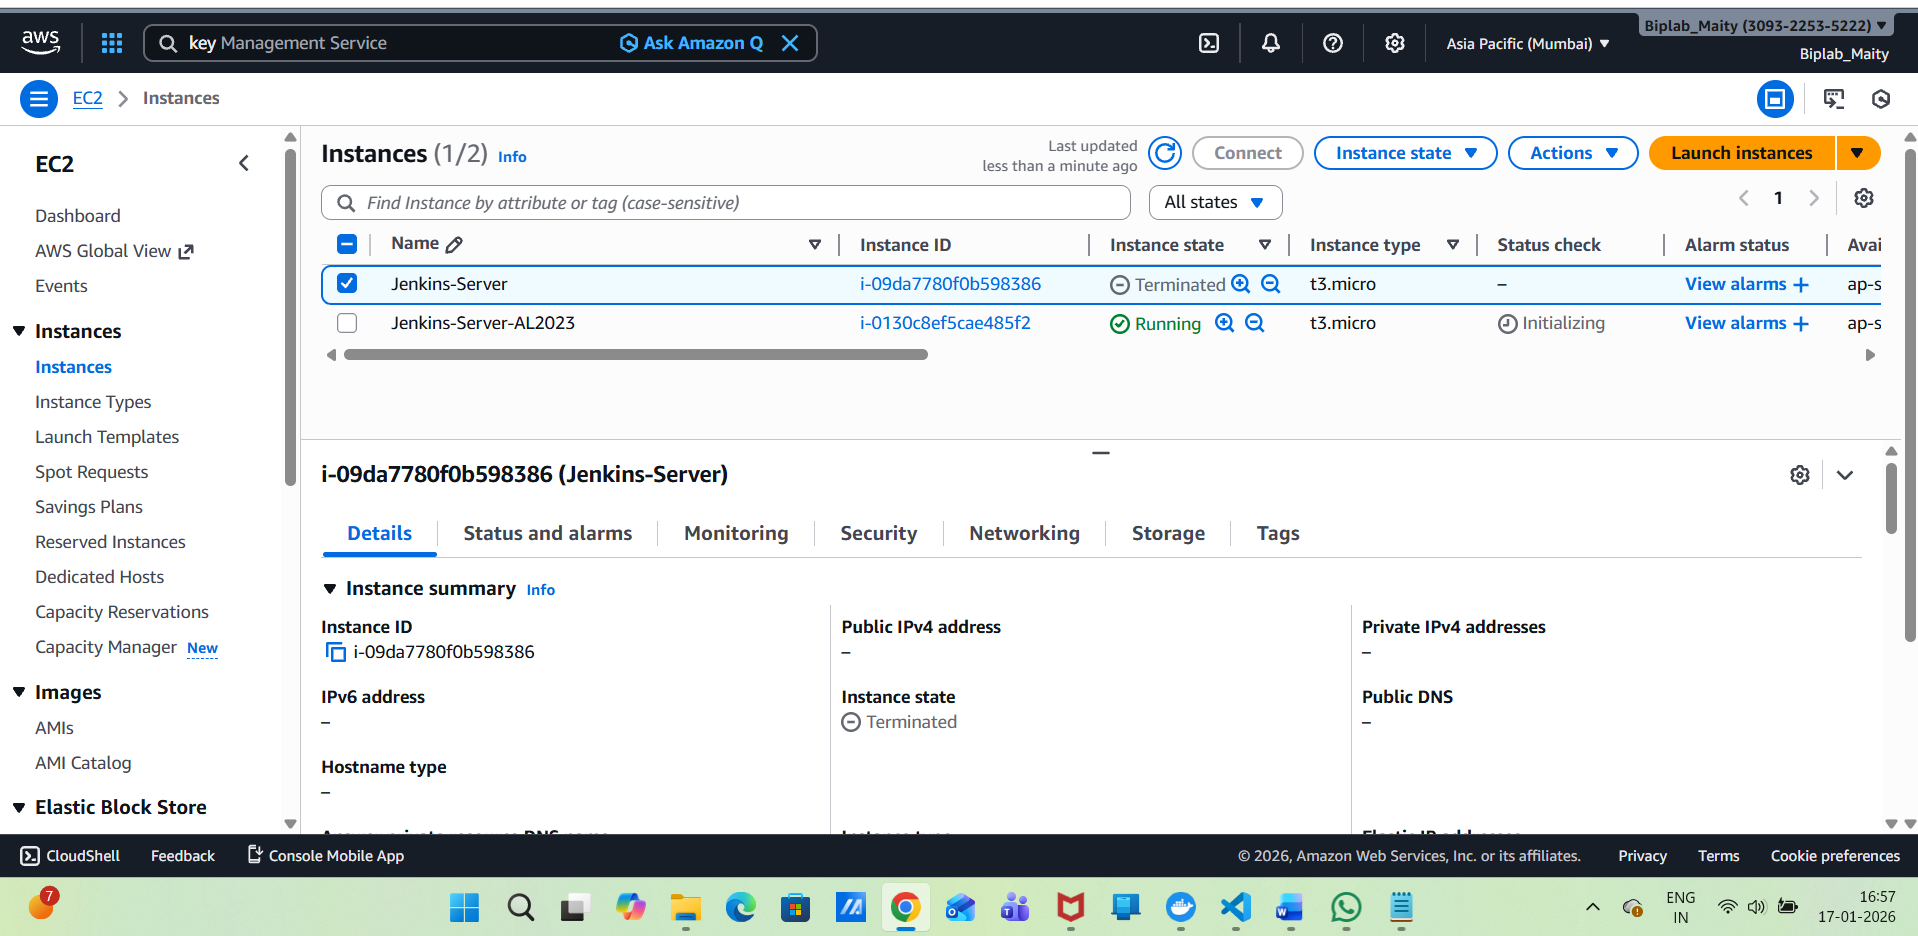 aws
key Management Service
Ask Amazon Q
Asia Pacific (Mumbai)
Biplab_Maity (3093-2253-5222)
Biplab_Maity
EC2
Instances
EC2
Dashboard
AWS Global View
Events
Instances
Instances
Instance Types
Launch Templates
Spot Requests
Savings Plans
Reserved Instances
Dedicated Hosts
Capacity Reservations
Capacity Manager New
Images
AMIs
AMI Catalog
Elastic Block Store
Instances (1/2) Info
Last updated
less than a minute ago
Connect
Instance state
Actions
Launch instances
Find Instance by attribute or tag (case-sensitive)
All states
1
Name Instance ID Instance state Instance type Status check Alarm status Avai
Jenkins-Server i-09da7780f0b598386 Terminated t3.micro – View alarms + ap-s
Jenkins-Server-AL2023 i-0130c8ef5cae485f2 Running t3.micro Initializing View alarms + ap-s
i-09da7780f0b598386 (Jenkins-Server)
Details Status and alarms Monitoring Security Networking Storage Tags
Instance summary Info
Instance ID
i-09da7780f0b598386
Public IPv4 address
–
Private IPv4 addresses
–
IPv6 address
–
Instance state
Terminated
Public DNS
–
Hostname type
–
CloudShell Feedback Console Mobile App
© 2026, Amazon Web Services, Inc. or its affiliates. Privacy Terms Cookie preferences
7
ENG
IN
16:57
17-01-2026